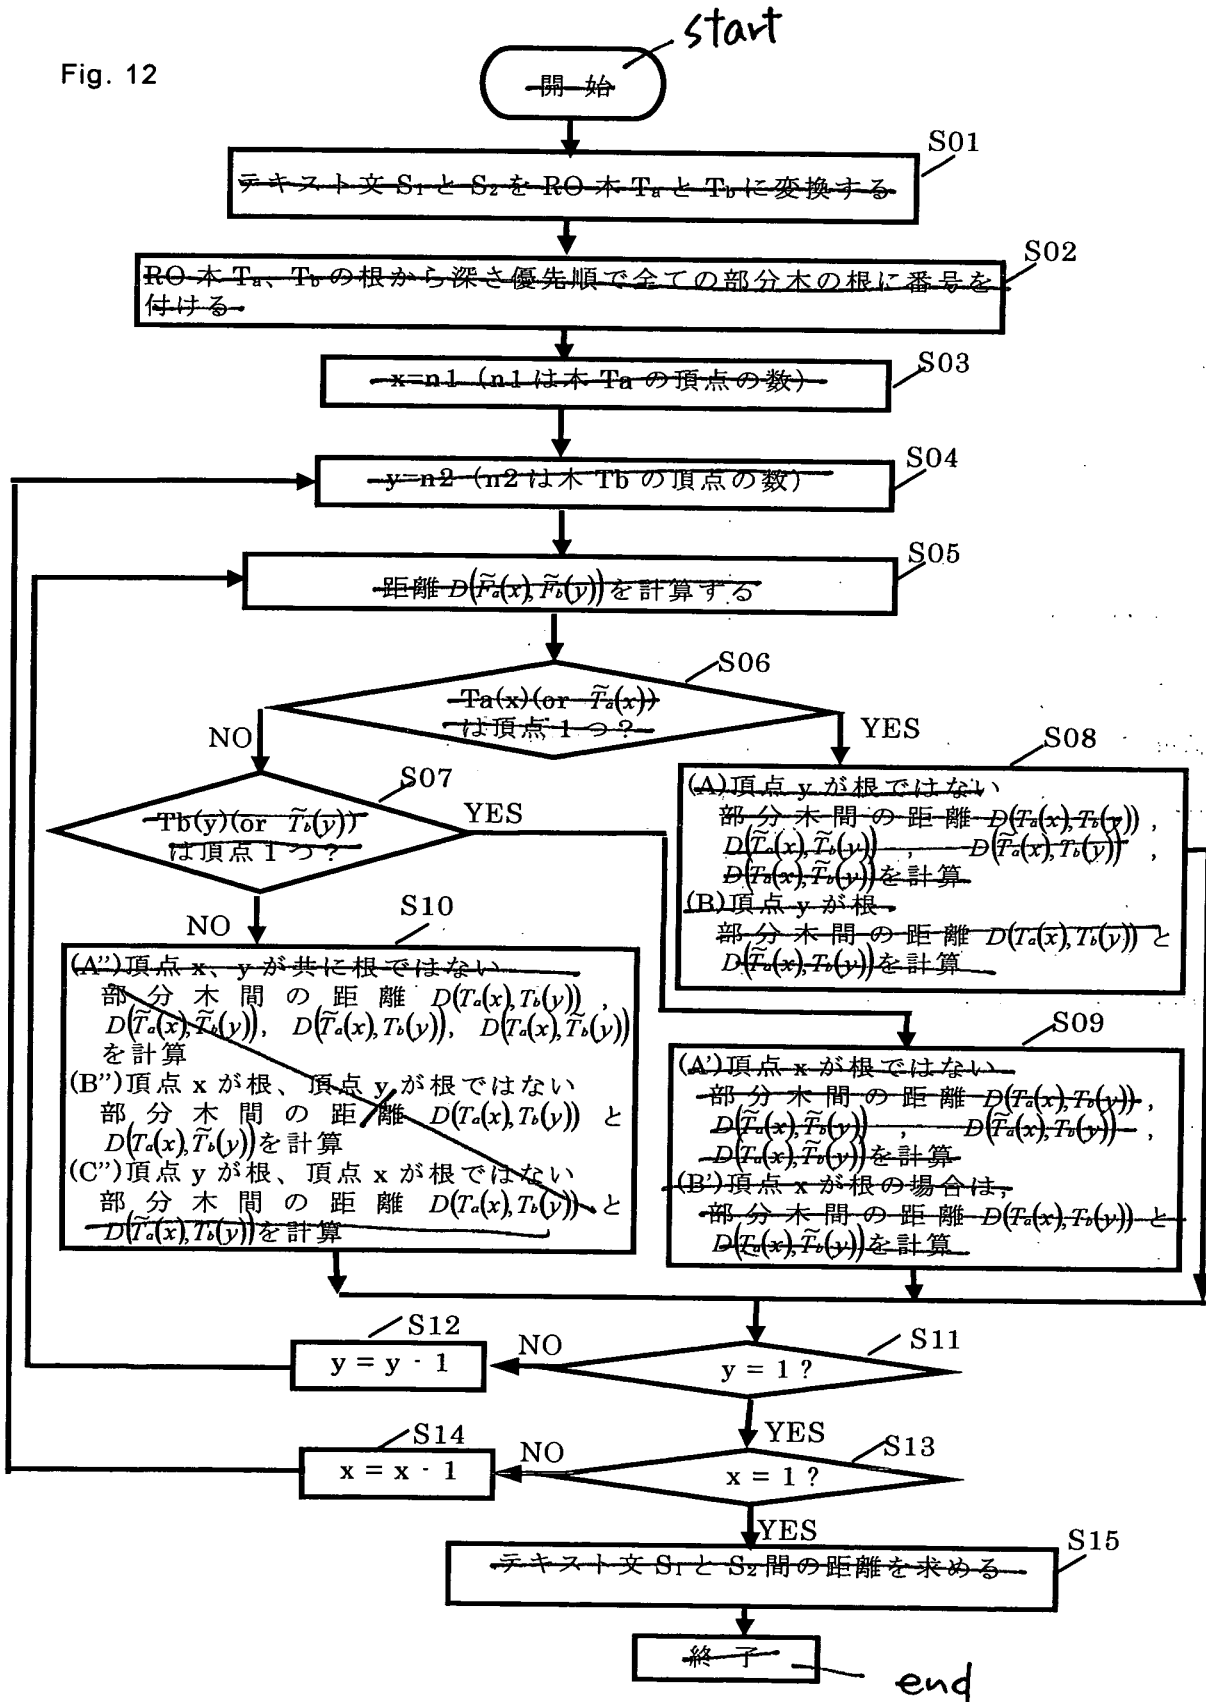 start
Fig. 12
開始
S01
テキスト文 S₁ と S₂ を RO 木 Tₐ と T_b に変換する
S02
RO 木 Tₐ、T_b の根から深さ優先順で全ての部分木の根に番号を
付ける
S03
x=n1 (n1 は木 Ta の頂点の数)
S04
y=n2 (n2 は木 Tb の頂点の数)
S05
距離 D(F̃ₐ(x), F̃_b(y)) を計算する
S06
Ta(x)(or T̃ₐ(x))
は頂点1つ?
NO
YES
S07
Tb(y)(or T̃_b(y))
は頂点1つ?
YES
NO
S08
(A)頂点 y が根ではない
部分木間の距離 D(Tₐ(x), T_b(y)) ,
D(T̃ₐ(x), T̃_b(y)) , D(T̃ₐ(x), T_b(y)) ,
D(Tₐ(x), T̃_b(y)) を計算
(B)頂点 y が根
部分木間の距離 D(Tₐ(x), T_b(y)) と
D(T̃ₐ(x), T_b(y)) を計算
S10
(A'')頂点 x、y が共に根ではない
部分木間の距離 D(Tₐ(x), T_b(y)) ,
D(T̃ₐ(x), T̃_b(y)), D(T̃ₐ(x), T_b(y)), D(Tₐ(x), T̃_b(y))
を計算
(B'')頂点 x が根、頂点 y が根ではない
部分木間の距離 D(Tₐ(x), T_b(y)) と
D(Tₐ(x), T̃_b(y)) を計算
(C'')頂点 y が根、頂点 x が根ではない
部分木間の距離 D(Tₐ(x), T_b(y)) と
D(T̃ₐ(x), T_b(y)) を計算
S09
(A')頂点 x が根ではない
部分木間の距離 D(Tₐ(x), T_b(y)) ,
D(T̃ₐ(x), T̃_b(y)) , D(T̃ₐ(x), T_b(y)) ,
D(Tₐ(x), T̃_b(y)) を計算
(B')頂点 x が根の場合は,
部分木間の距離 D(Tₐ(x), T_b(y)) と
D(Tₐ(x), T̃_b(y)) を計算
S12
y = y - 1
NO
S11
y = 1 ?
YES
S14
x = x - 1
NO
S13
x = 1 ?
YES
S15
テキスト文 S₁ と S₂ 間の距離を求める
終了
end